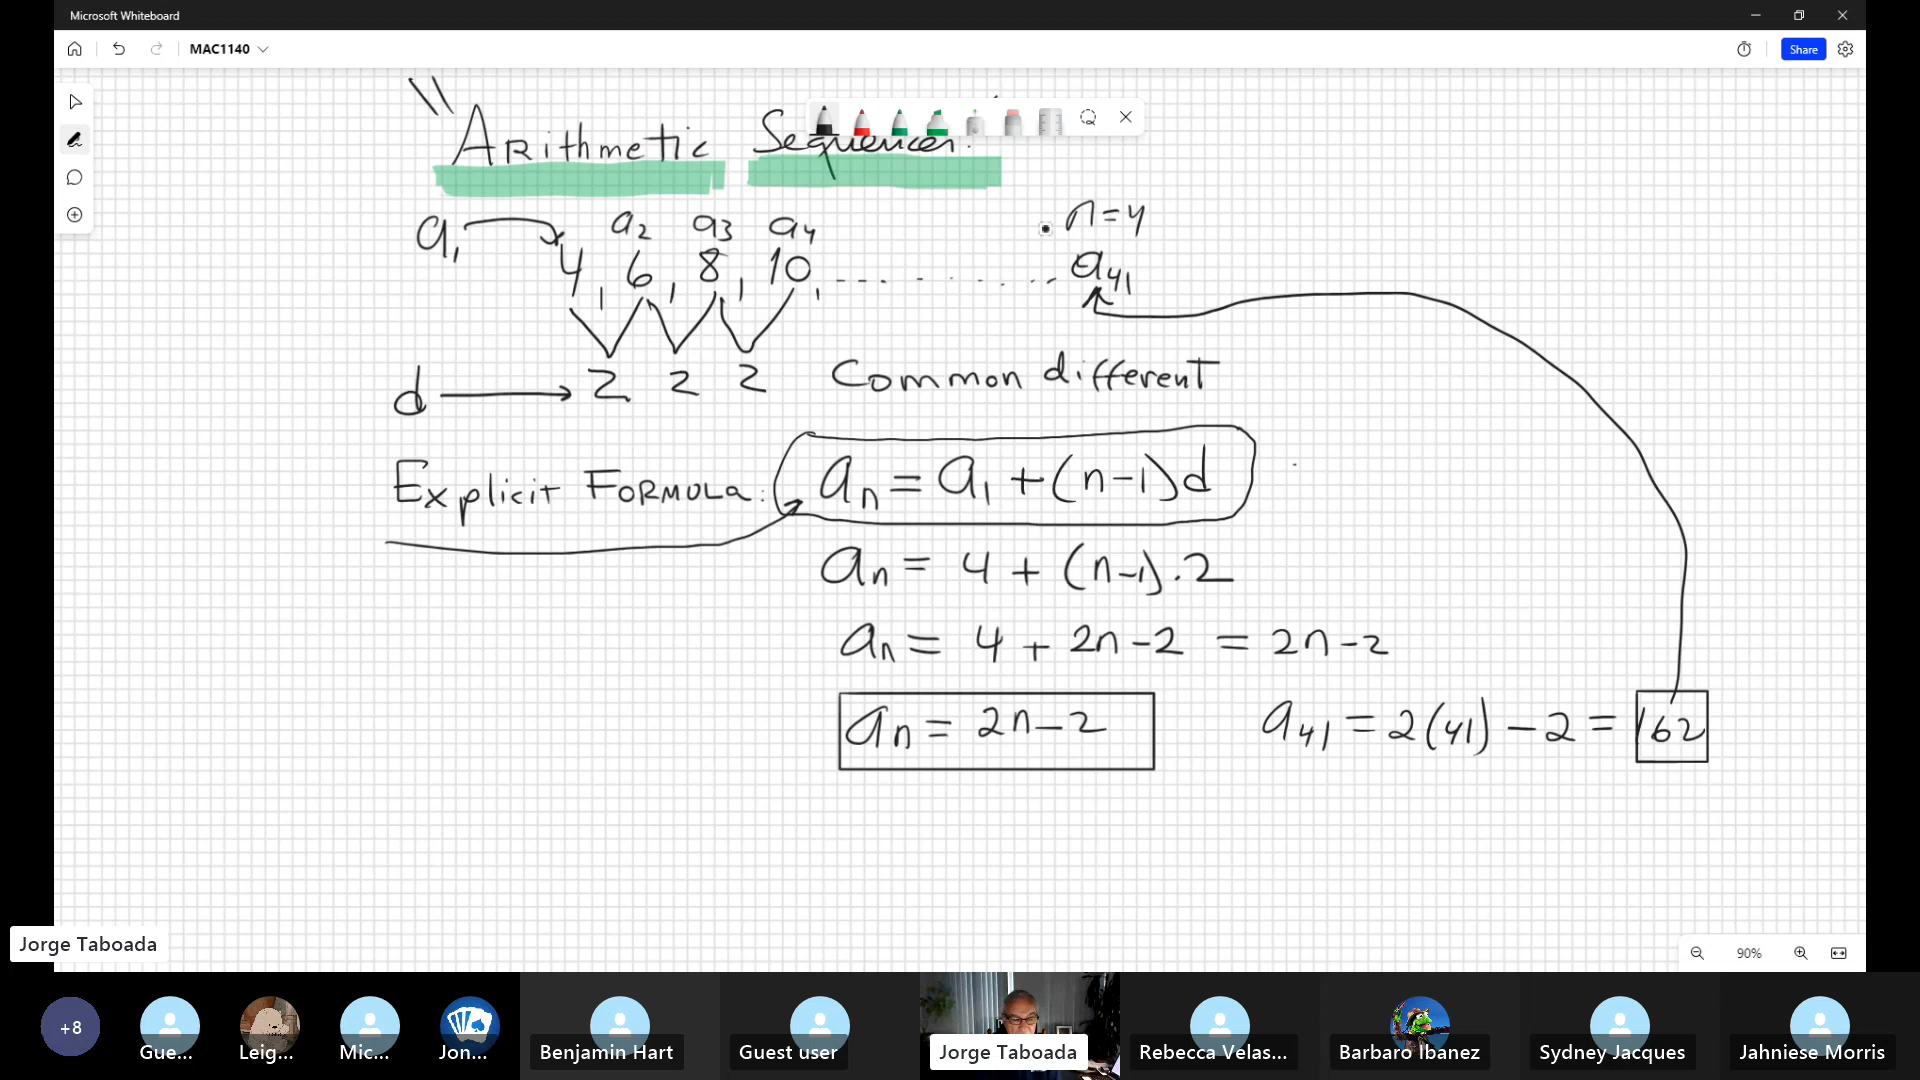 Microsoft Whiteboard
MAC1140
Share
Arithmetic Sequences.
a1 a2 a3 a4 n=4
4, 6, 8, 10, - - - . . . . . - a41
d → 2 2 2 Common different
Explicit FORMULA: an = a1 + (n-1)d
an = 4 + (n-1).2
an = 4 + 2n-2 = 2n-2
an = 2n-2 a41 = 2(41) - 2 = 162
Jorge Taboada
90%
+8 Gue... Leig... Mic... Jon... Benjamin Hart Guest user Jorge Taboada Rebecca Velas... Barbaro Ibanez Sydney Jacques Jahniese Morris